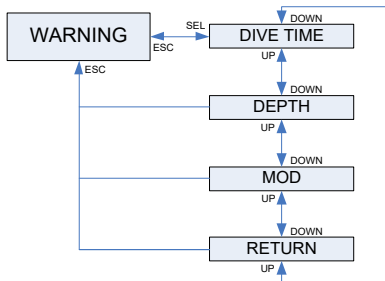 DOWN
WARNING
SEL
ESC
DIVE TIME
UP
ESC
DOWN
DEPTH
UP
DOWN
MOD
UP
DOWN
RETURN
UP